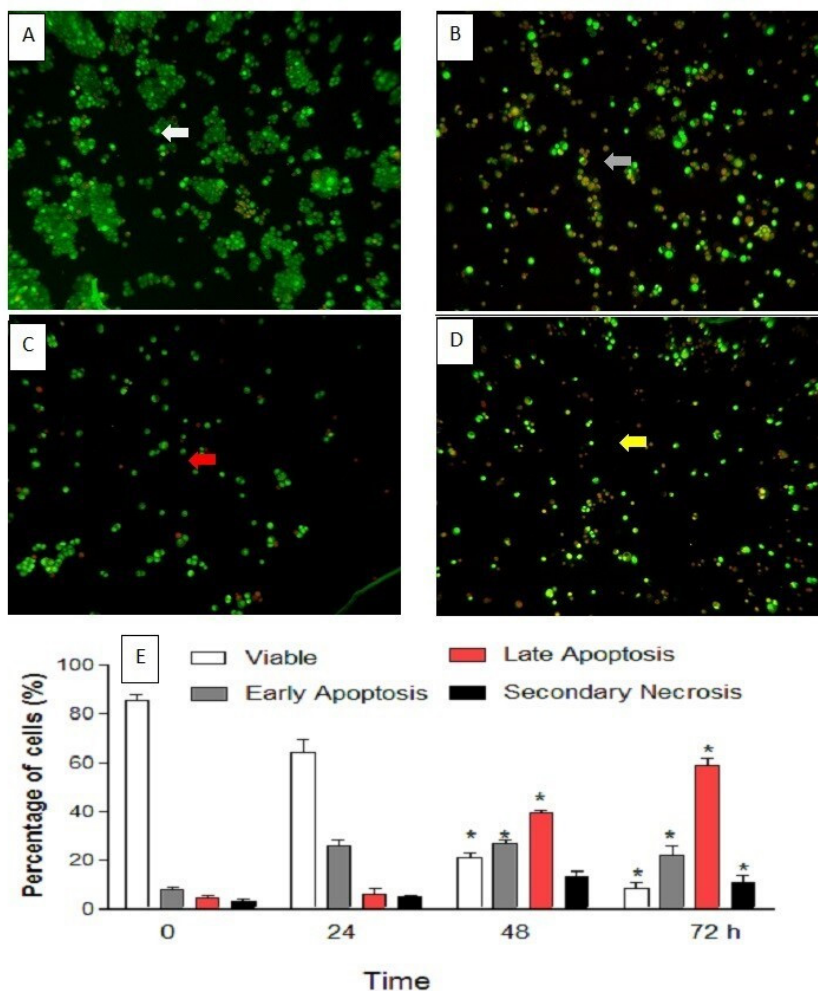 A
B
C
D
E
Viable
Late Apoptosis
Early Apoptosis
Secondary Necrosis
Percentage of cells (%)
100
80
60
40
20
0
* * *
* * * *
0 24 48 72 h
Time